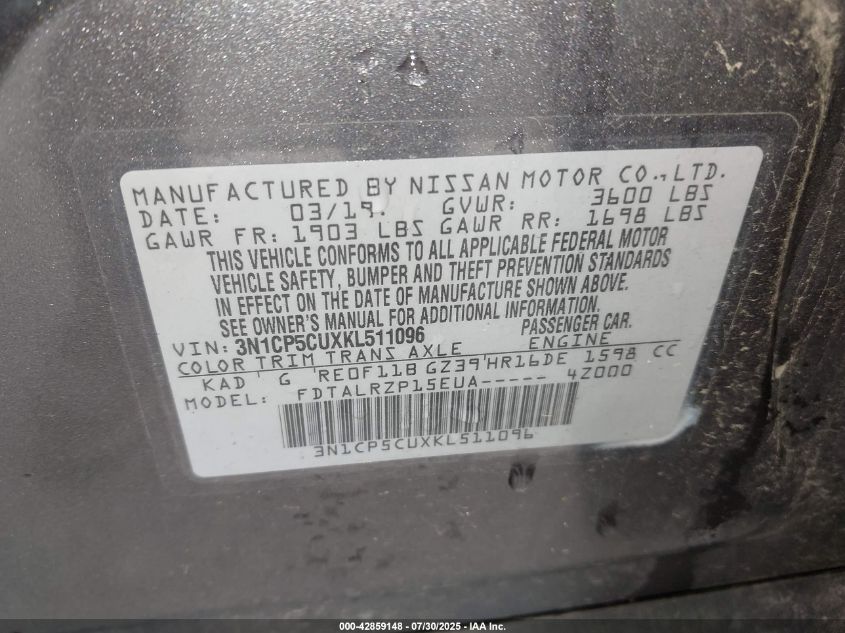 MANUFACTURED BY NISSAN MOTOR CO.,LTD.
DATE: 03/19. GVWR: 3600 LBS
GAWR FR: 1903 LBS GAWR RR: 1698 LBS
THIS VEHICLE CONFORMS TO ALL APPLICABLE FEDERAL MOTOR
VEHICLE SAFETY, BUMPER AND THEFT PREVENTION STANDARDS
IN EFFECT ON THE DATE OF MANUFACTURE SHOWN ABOVE.
SEE OWNER'S MANUAL FOR ADDITIONAL INFORMATION.
VIN: 3N1CP5CUXKL511096 PASSENGER CAR.
COLOR TRIM TRANS AXLE ENGINE
KAD G RE0F11B GZ39 HR16DE 1598 CC
MODEL: FDTALRZP15EUA----- 4Z000
3N1CP5CUXKL511096
000-42859148 - 07/30/2025 - IAA Inc.